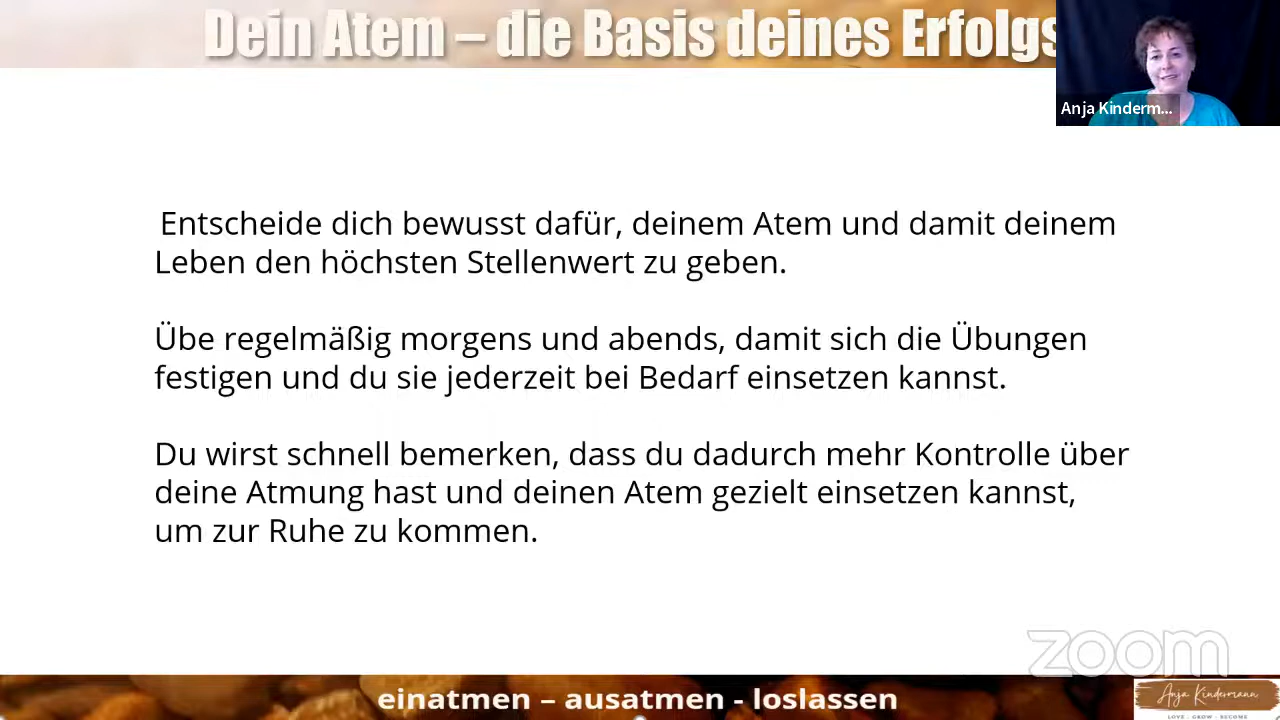 Dein Atem – die Basis deines Erfolgs
Anja Kinderm...
Entscheide dich bewusst dafür, deinem Atem und damit deinem
Leben den höchsten Stellenwert zu geben.
Übe regelmäßig morgens und abends, damit sich die Übungen
festigen und du sie jederzeit bei Bedarf einsetzen kannst.
Du wirst schnell bemerken, dass du dadurch mehr Kontrolle über
deine Atmung hast und deinen Atem gezielt einsetzen kannst,
um zur Ruhe zu kommen.
zoom
einatmen – ausatmen - loslassen
Anja Kindermann
LOVE · GROW · BECOME